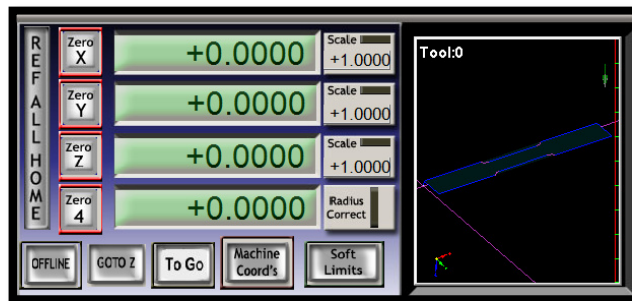 REF ALL HOME
Zero X
+0.0000
Scale
+1.0000
Zero Y
+0.0000
Scale
+1.0000
Zero Z
+0.0000
Scale
+1.0000
Zero 4
+0.0000
Radius
Correct
OFFLINE
GOTO Z
To Go
Machine
Coord's
Soft
Limits
Tool:0